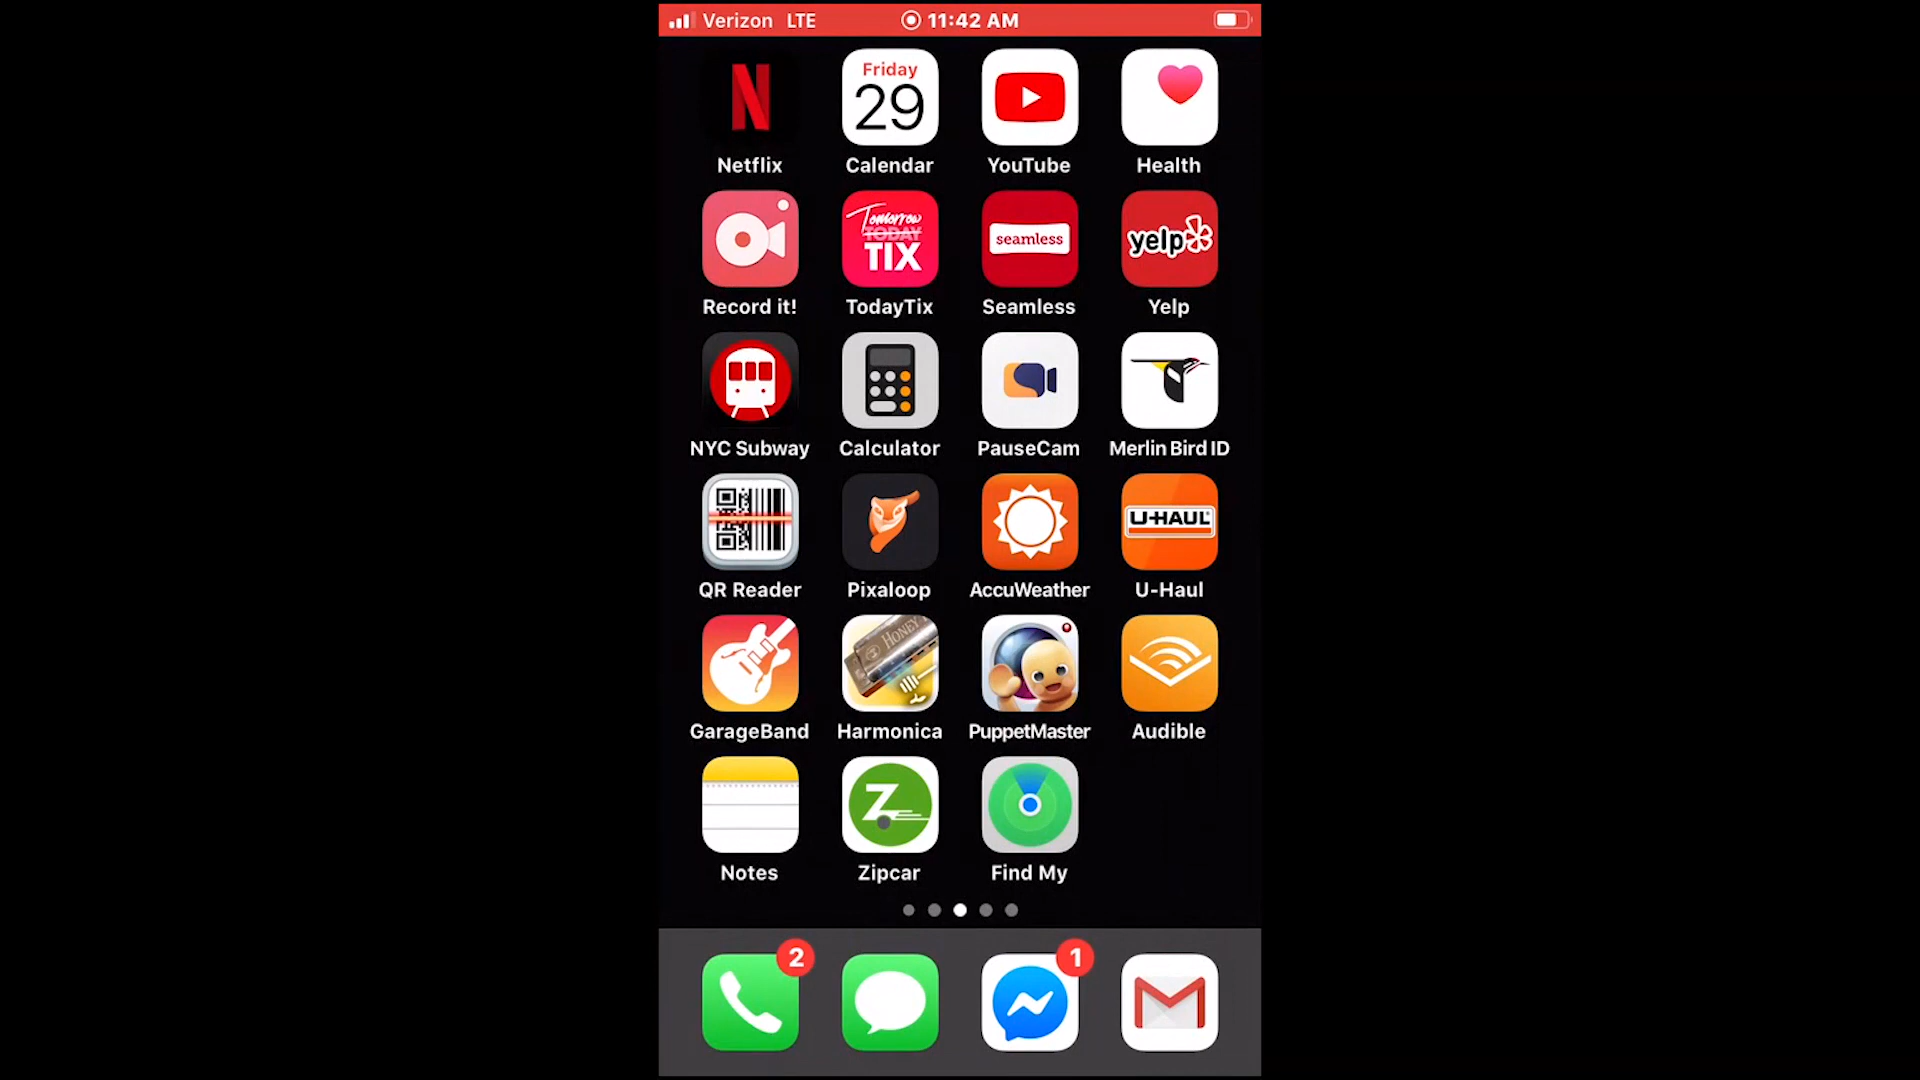 Verizon LTE 11:42 AM
N Friday 29
Netflix Calendar YouTube Health
Tomorrow TODAY TIX seamless yelp
Record it! TodayTix Seamless Yelp
NYC Subway Calculator PauseCam Merlin Bird ID
U-HAUL
QR Reader Pixaloop AccuWeather U-Haul
HONEY
GarageBand Harmonica PuppetMaster Audible
Z
Notes Zipcar Find My
2 1